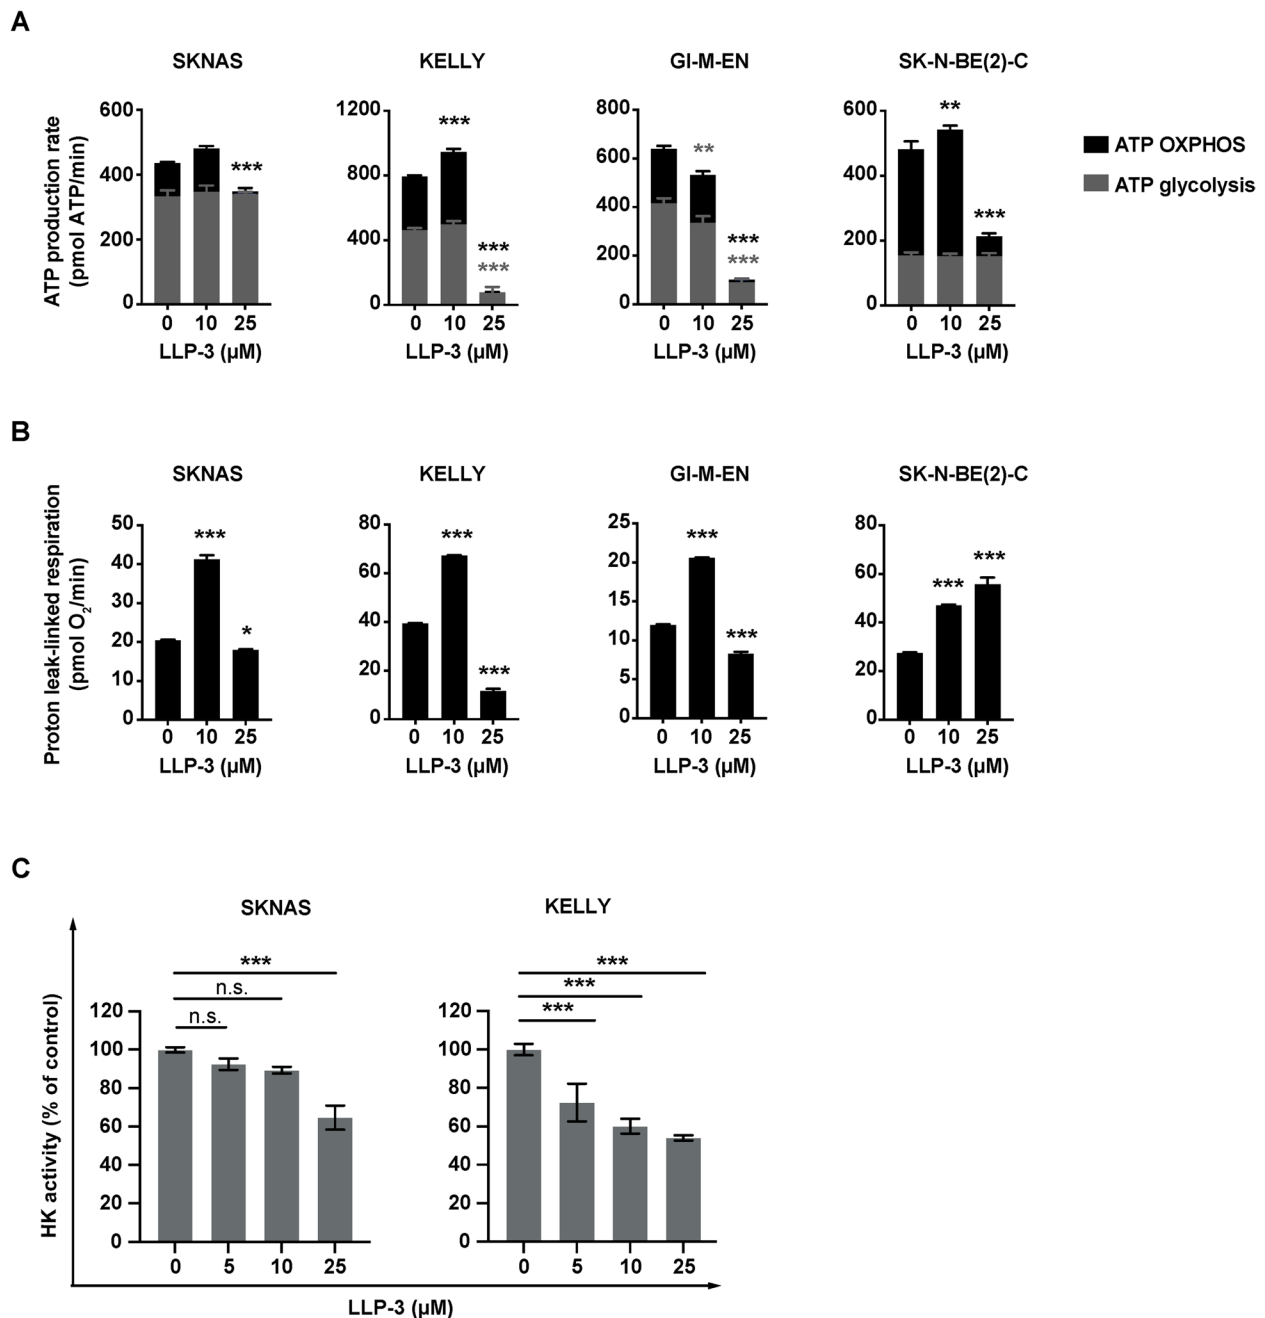 A
SKNAS
KELLY
GI-M-EN
SK-N-BE(2)-C
ATP production rate
(pmol ATP/min)
600
400
200
0
***
0 10 25
LLP-3 (µM)
1200
800
400
0
***
***
***
0 10 25
LLP-3 (µM)
800
600
400
200
0
**
***
***
0 10 25
LLP-3 (µM)
600
400
200
0
**
***
0 10 25
LLP-3 (µM)
ATP OXPHOS
ATP glycolysis
B
SKNAS
KELLY
GI-M-EN
SK-N-BE(2)-C
Proton leak-linked respiration
(pmol O₂/min)
50
40
30
20
10
0
***
*
0 10 25
LLP-3 (µM)
80
60
40
20
0
***
***
0 10 25
LLP-3 (µM)
25
20
15
10
5
0
***
***
0 10 25
LLP-3 (µM)
80
60
40
20
0
***
***
0 10 25
LLP-3 (µM)
C
SKNAS
KELLY
HK activity (% of control)
***
n.s.
n.s.
120
100
80
60
40
20
0
0 5 10 25
***
***
***
120
100
80
60
40
20
0
0 5 10 25
LLP-3 (µM)